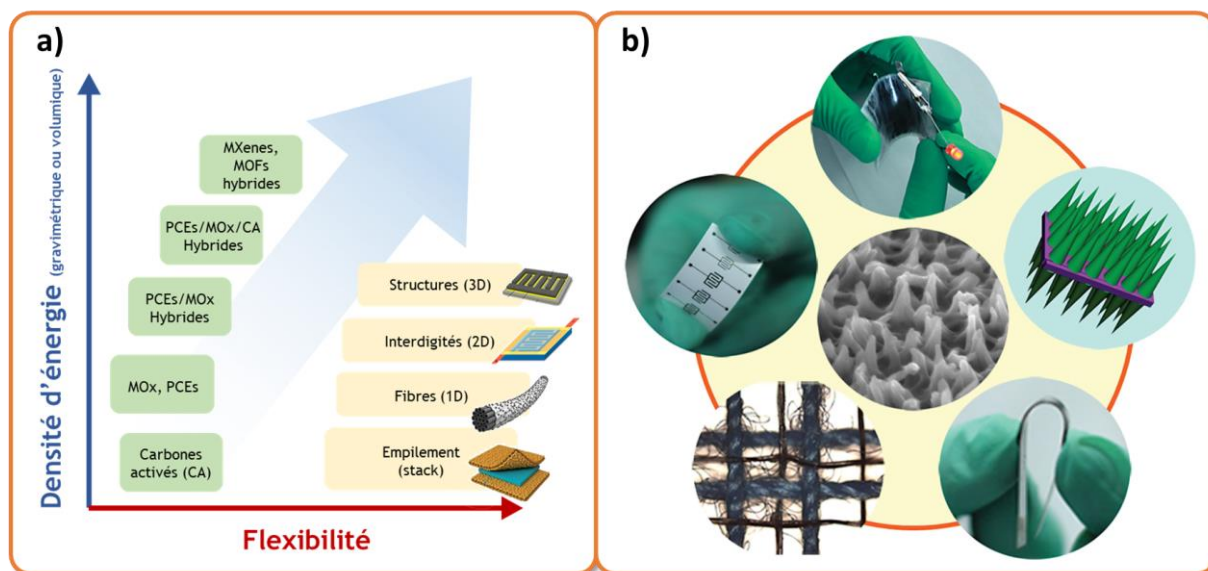 a)
Densité d'énergie (gravimétrique ou volumique)
MXenes,
MOFs
hybrides
PCEs/MOx/CA
Hybrides
PCEs/MOx
Hybrides
MOx, PCEs
Carbones
activés (CA)
Structures (3D)
Interdigités (2D)
Fibres (1D)
Empilement
(stack)
Flexibilité
b)